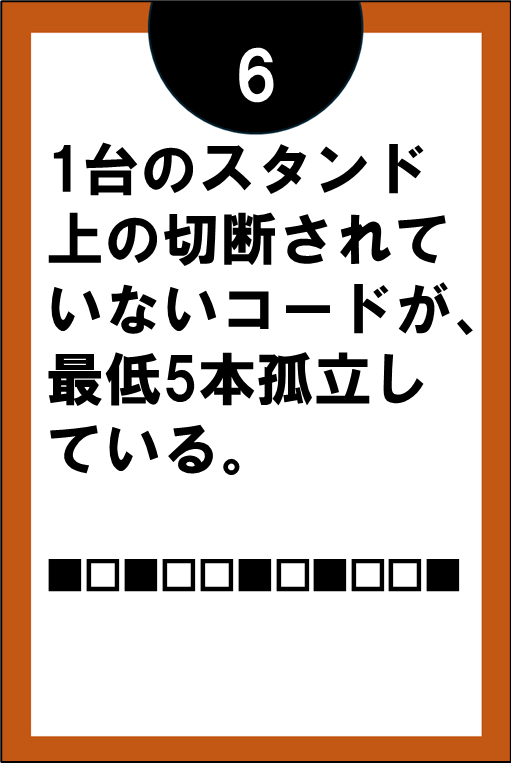 6
1台のスタンド
上の切断されて
いないコードが、
最低5本孤立し
ている。
■□■□□■□■□□■